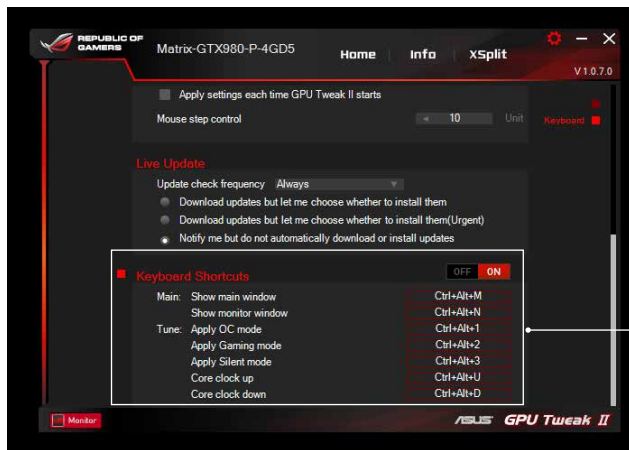 REPUBLIC OF
GAMERS
Matrix-GTX980-P-4GD5
Home Info XSplit
V 1.0.7.0
Apply settings each time GPU Tweak II starts
Mouse step control 10 Unit
Keyboard
Live Update
Update check frequency Always
Download updates but let me choose whether to install them
Download updates but let me choose whether to install them(Urgent)
Notify me but do not automatically download or install updates
Keyboard Shortcuts OFF ON
Main: Show main window Ctrl+Alt+M
Show monitor window Ctrl+Alt+N
Tune: Apply OC mode Ctrl+Alt+1
Apply Gaming mode Ctrl+Alt+2
Apply Silent mode Ctrl+Alt+3
Core clock up Ctrl+Alt+U
Core clock down Ctrl+Alt+D
Monitor
ASUS GPU Tweak II